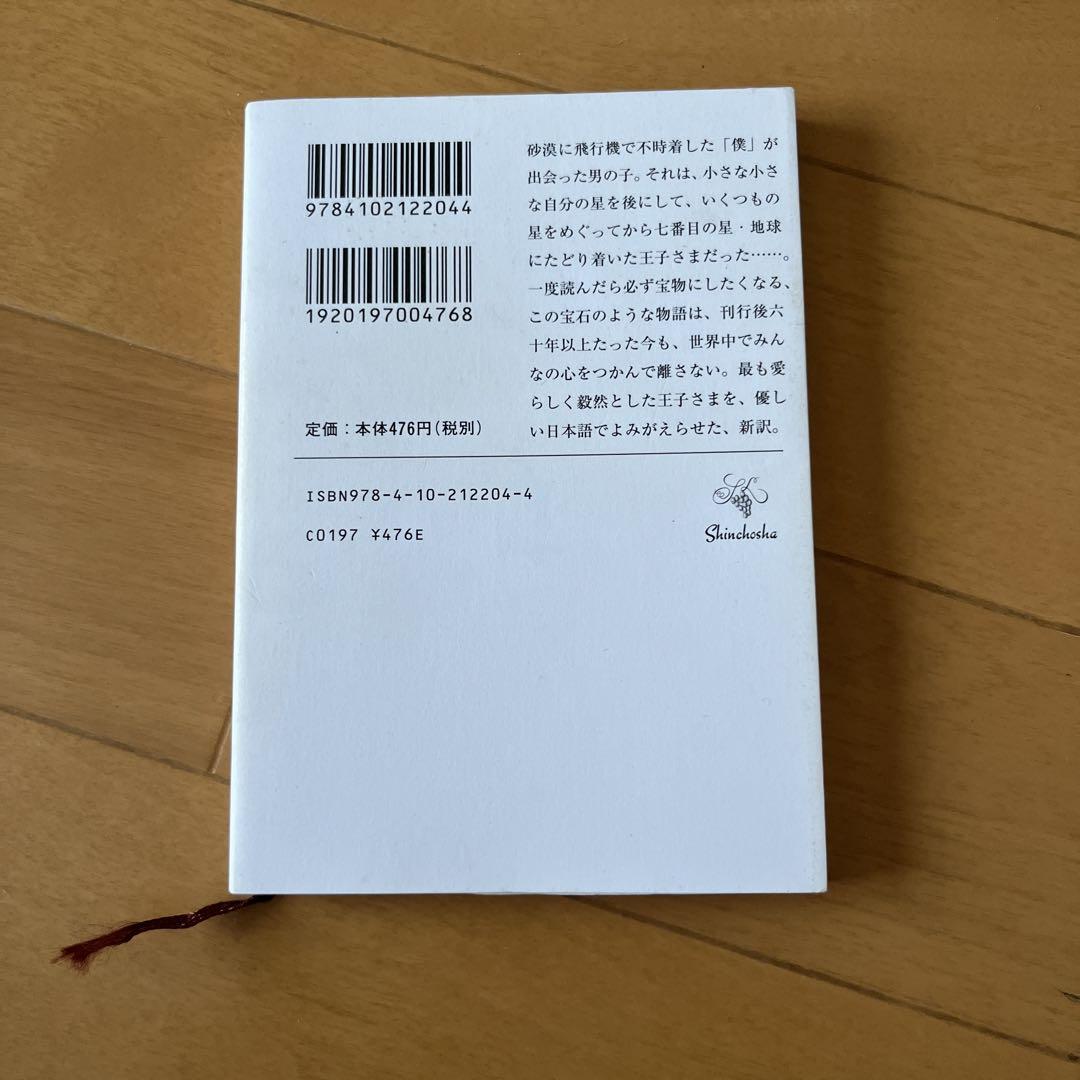 9784102122044
1920197004768
定価：本体476円(税別)
砂漠に飛行機で不時着した「僕」が
出会った男の子。それは、小さな小さ
な自分の星を後にして、いくつもの
星をめぐってから七番目の星・地球
にたどり着いた王子さまだった……。
一度読んだら必ず宝物にしたくなる、
この宝石のような物語は、刊行後六
十年以上たった今も、世界中でみん
なの心をつかんで離さない。最も愛
らしく毅然とした王子さまを、優し
い日本語でよみがえらせた、新訳。
ISBN978-4-10-212204-4
C0197 ¥476E
Shinchosha